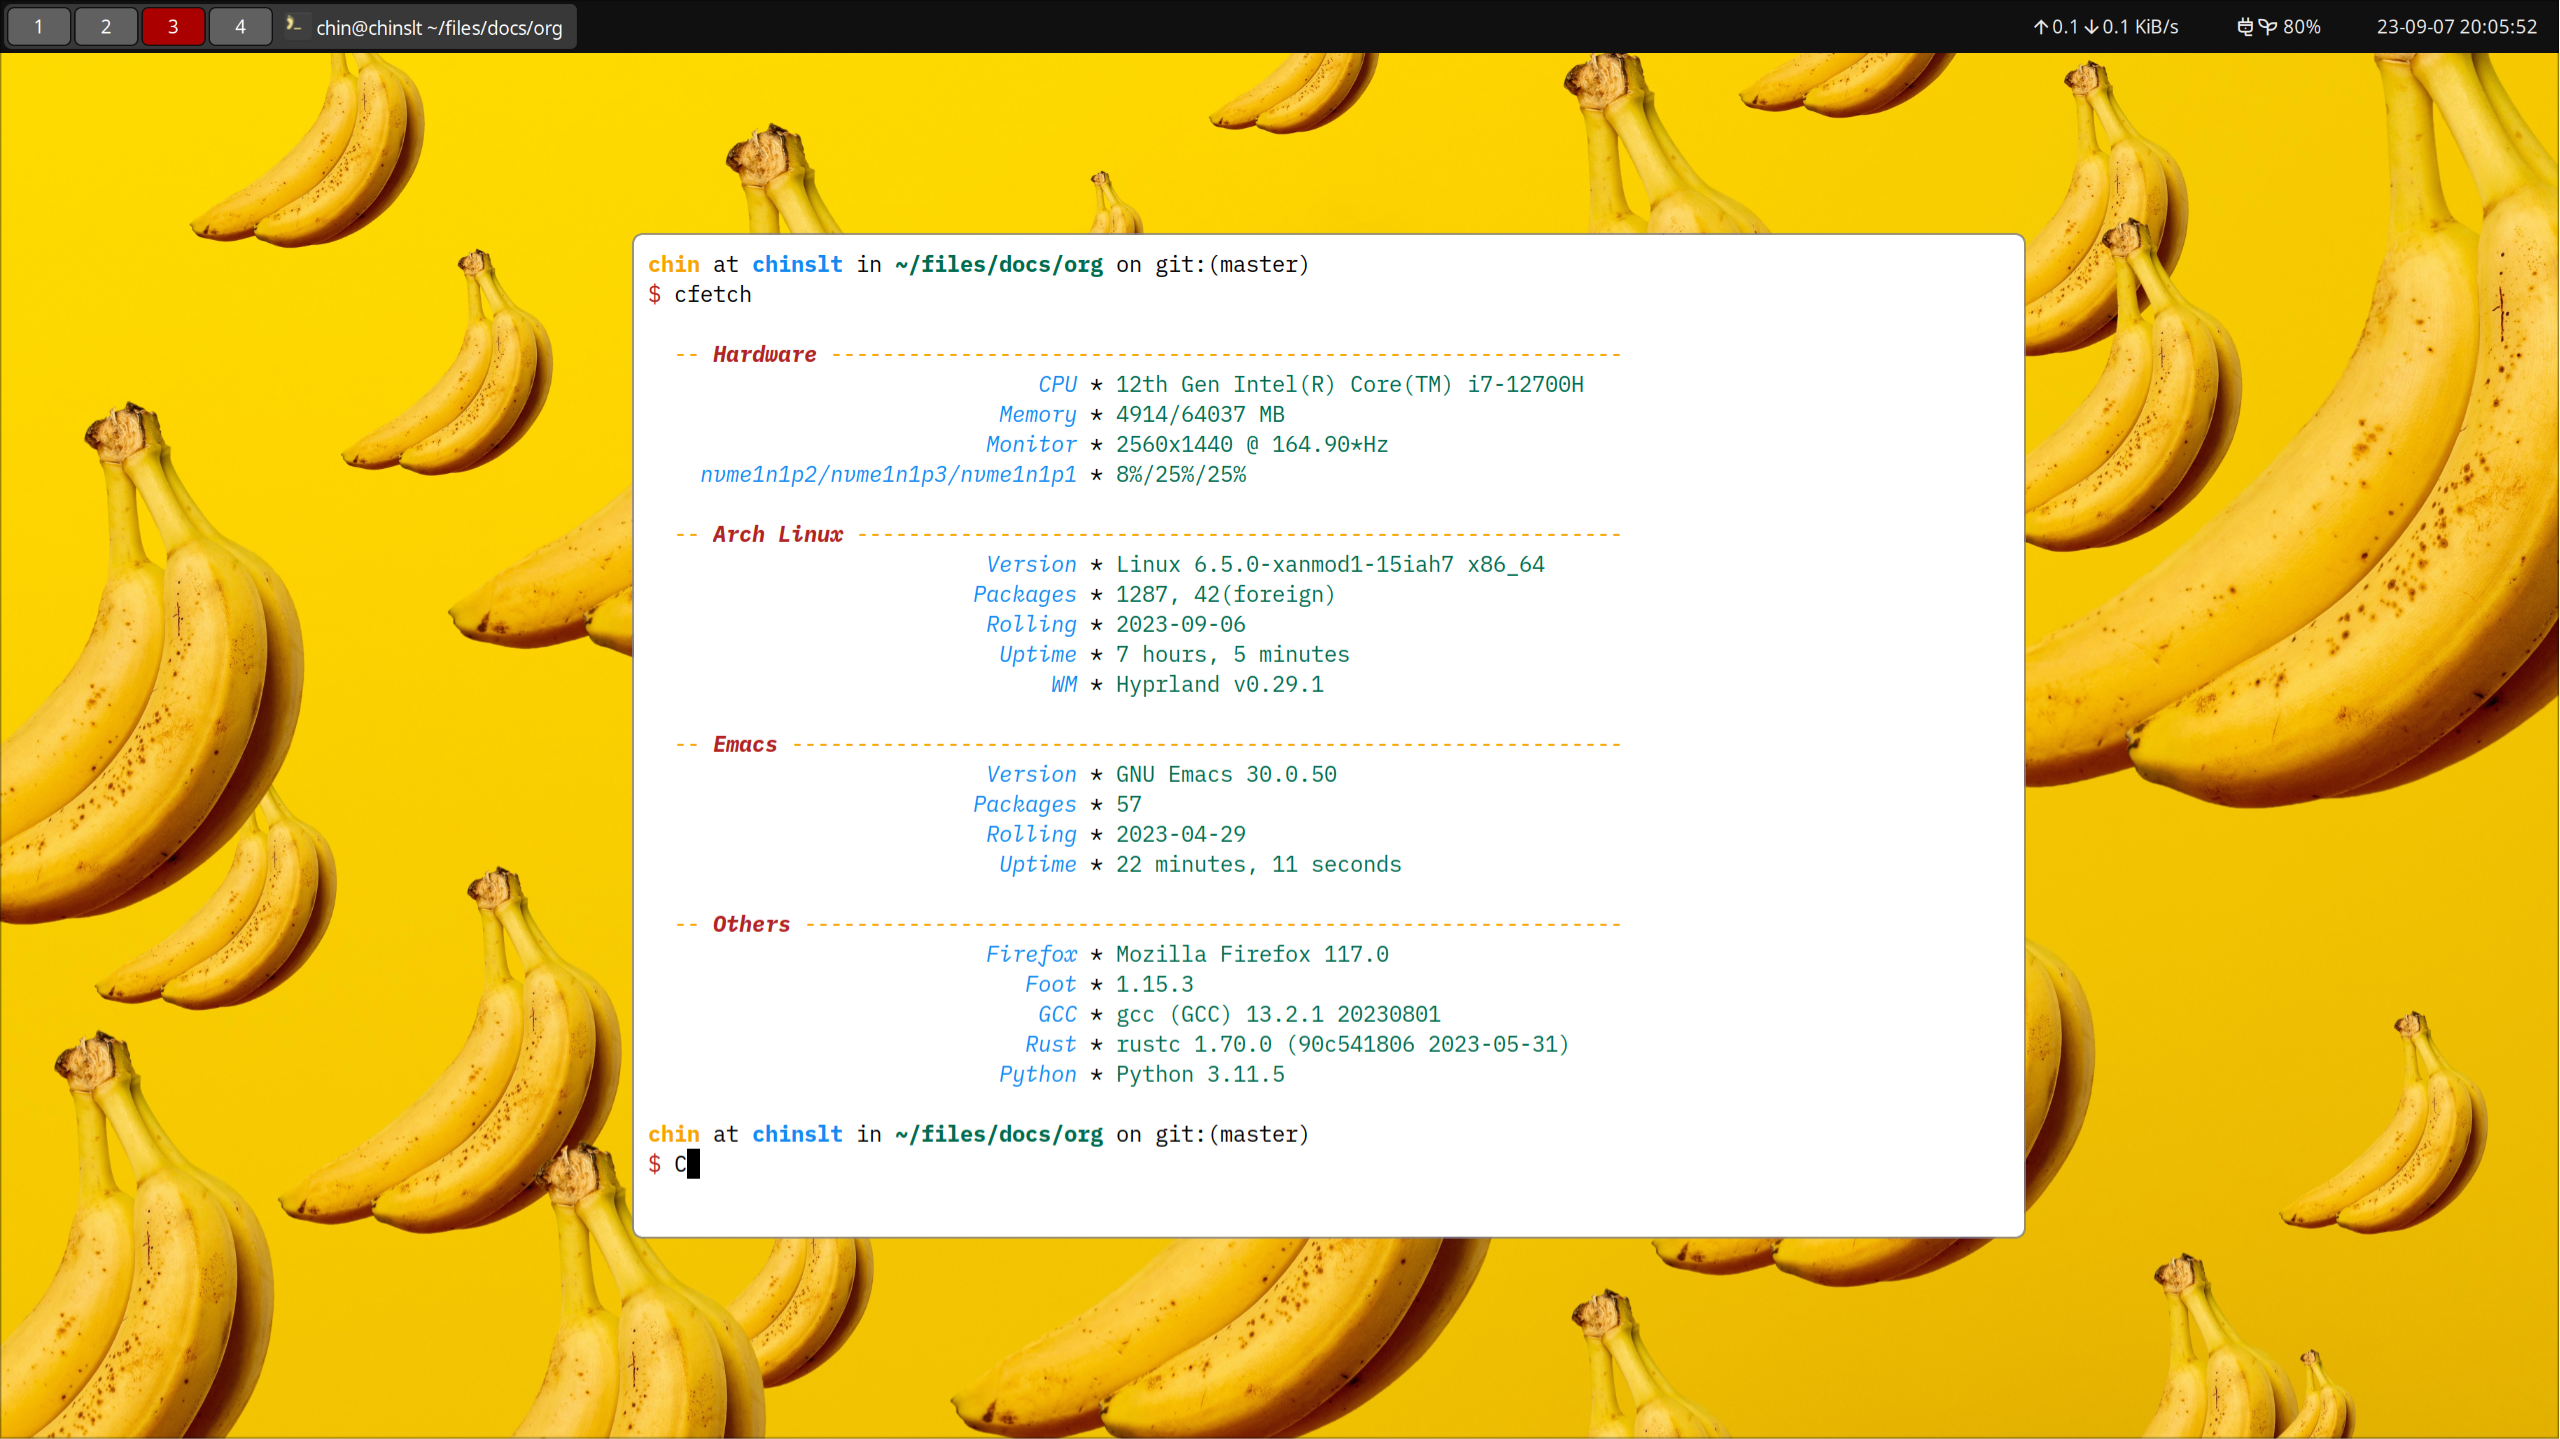 1 2 3 4 chin@chinslt ~/files/docs/org ↑0.1 ↓0.1 KiB/s 80% 23-09-07 20:05:52
chin at chinslt in ~/files/docs/org on git:(master)
$ cfetch
-- Hardware -------------------------------------------------------------
CPU * 12th Gen Intel(R) Core(TM) i7-12700H
Memory * 4914/64037 MB
Monitor * 2560x1440 @ 164.90*Hz
nvme1n1p2/nvme1n1p3/nvme1n1p1 * 8%/25%/25%
-- Arch Linux -----------------------------------------------------------
Version * Linux 6.5.0-xanmod1-15iah7 x86_64
Packages * 1287, 42(foreign)
Rolling * 2023-09-06
Uptime * 7 hours, 5 minutes
WM * Hyprland v0.29.1
-- Emacs ----------------------------------------------------------------
Version * GNU Emacs 30.0.50
Packages * 57
Rolling * 2023-04-29
Uptime * 22 minutes, 11 seconds
-- Others ---------------------------------------------------------------
Firefox * Mozilla Firefox 117.0
Foot * 1.15.3
GCC * gcc (GCC) 13.2.1 20230801
Rust * rustc 1.70.0 (90c541806 2023-05-31)
Python * Python 3.11.5
chin at chinslt in ~/files/docs/org on git:(master)
$ C